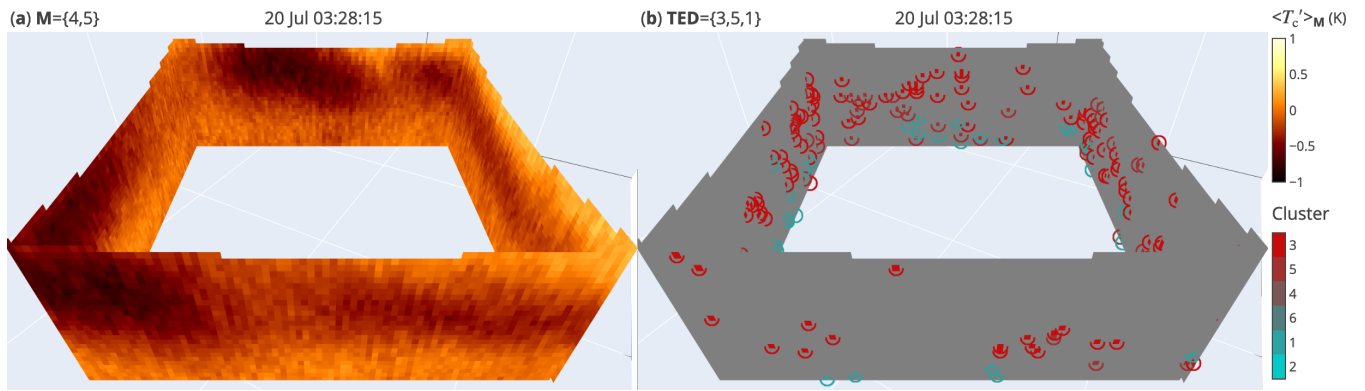 (a) M={4,5}
20 Jul 03:28:15
(b) TED={3,5,1}
20 Jul 03:28:15
<Tc′>M (K)
1
0.5
0
−0.5
−1
Cluster
3
5
4
6
1
2